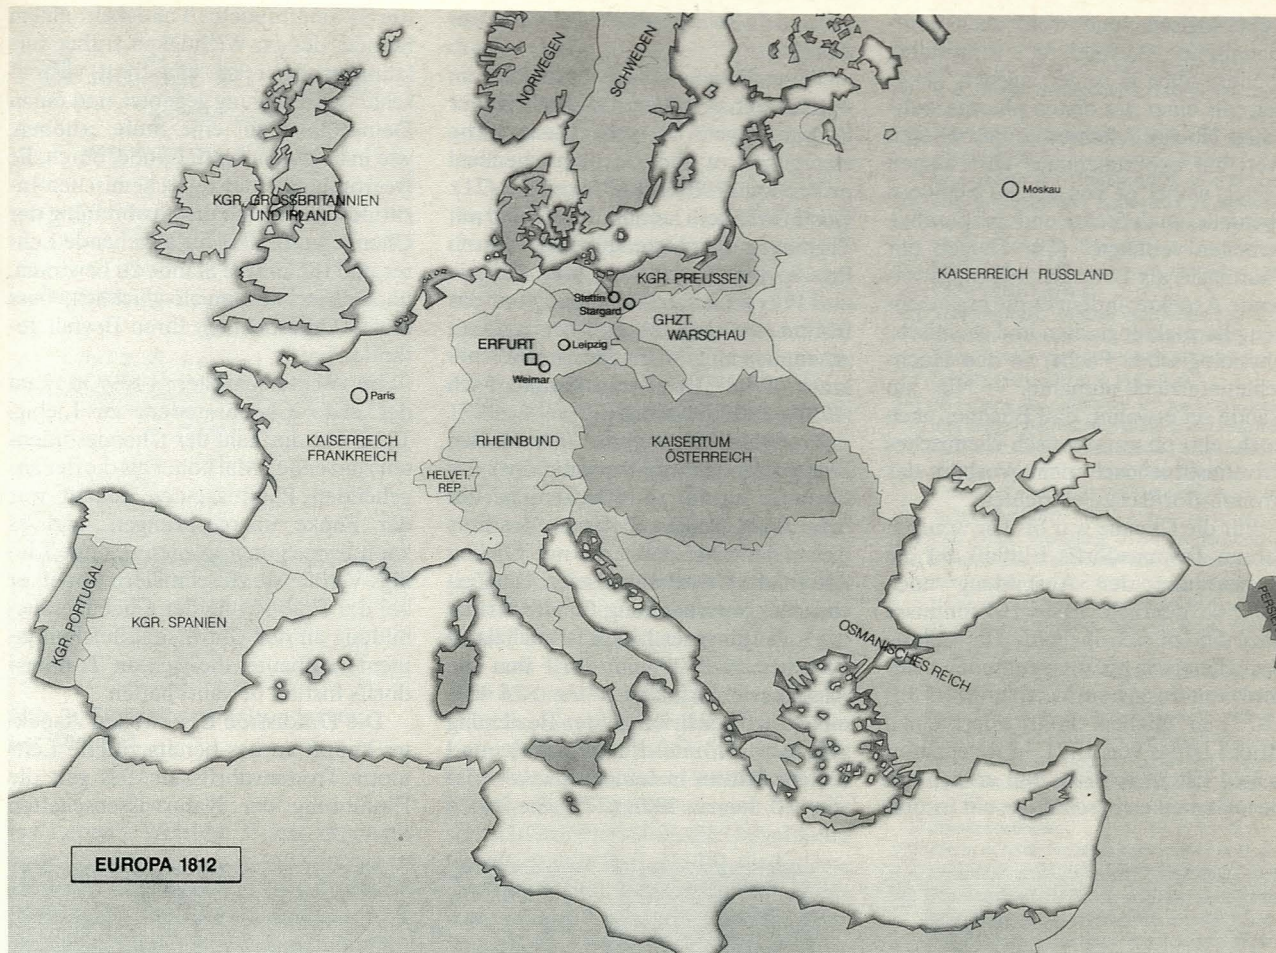 NORWEGEN
SCHWEDEN
KGR. GROSSBRITANNIEN
UND IRLAND
Moskau
KAISERREICH RUSSLAND
KGR. PREUSSEN
Stettin
Stargard
GHZT.
WARSCHAU
ERFURT
Leipzig
Weimar
Paris
KAISERREICH
FRANKREICH
RHEINBUND
KAISERTUM
ÖSTERREICH
HELVET.
REP.
KGR. PORTUGAL
KGR. SPANIEN
OSMANISCHES REICH
EUROPA 1812